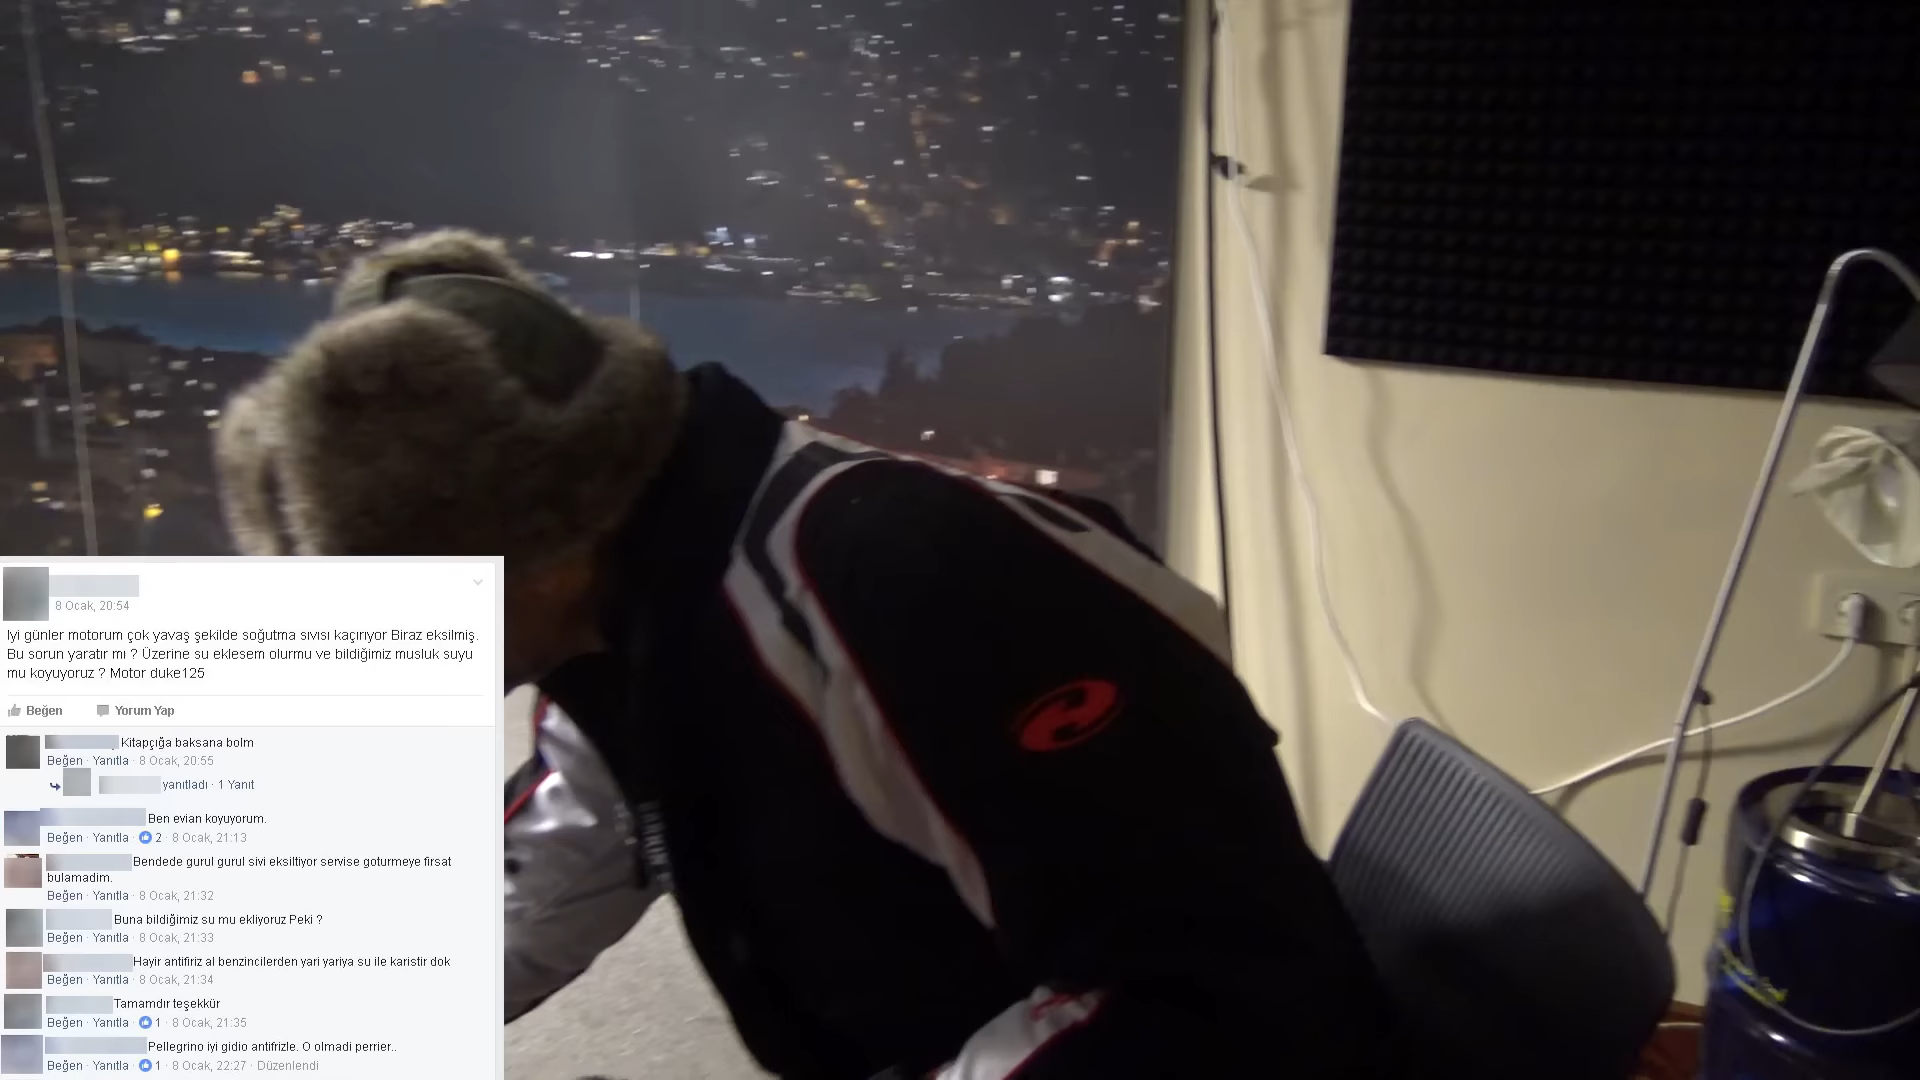 8 Ocak, 20:54
Iyi günler motorum çok yavaş şekilde soğutma sıvısı kaçırıyor Biraz eksilmiş.
Bu sorun yaratır mı ? Üzerine su eklesem olurmu ve bildiğimiz musluk suyu
mu koyuyoruz ? Motor duke125
Beğen Yorum Yap
Kitapçığa baksana bolm
Beğen · Yanıtla · 8 Ocak, 20:55
yanıtladı · 1 Yanıt
Ben evian koyuyorum.
Beğen · Yanıtla · 2 · 8 Ocak, 21:13
Bendede gurul gurul sivi eksiltiyor servise goturmeye firsat
bulamadim.
Beğen · Yanıtla · 8 Ocak, 21:32
Buna bildiğimiz su mu ekliyoruz Peki ?
Beğen · Yanıtla · 8 Ocak, 21:33
Hayir antifiriz al benzincilerden yari yariya su ile karistir dok
Beğen · Yanıtla · 8 Ocak, 21:34
Tamamdır teşekkür
Beğen · Yanıtla · 1 · 8 Ocak, 21:35
Pellegrino iyi gidio antifrizle. O olmadi perrier..
Beğen · Yanıtla · 1 · 8 Ocak, 22:27 · Düzenlendi